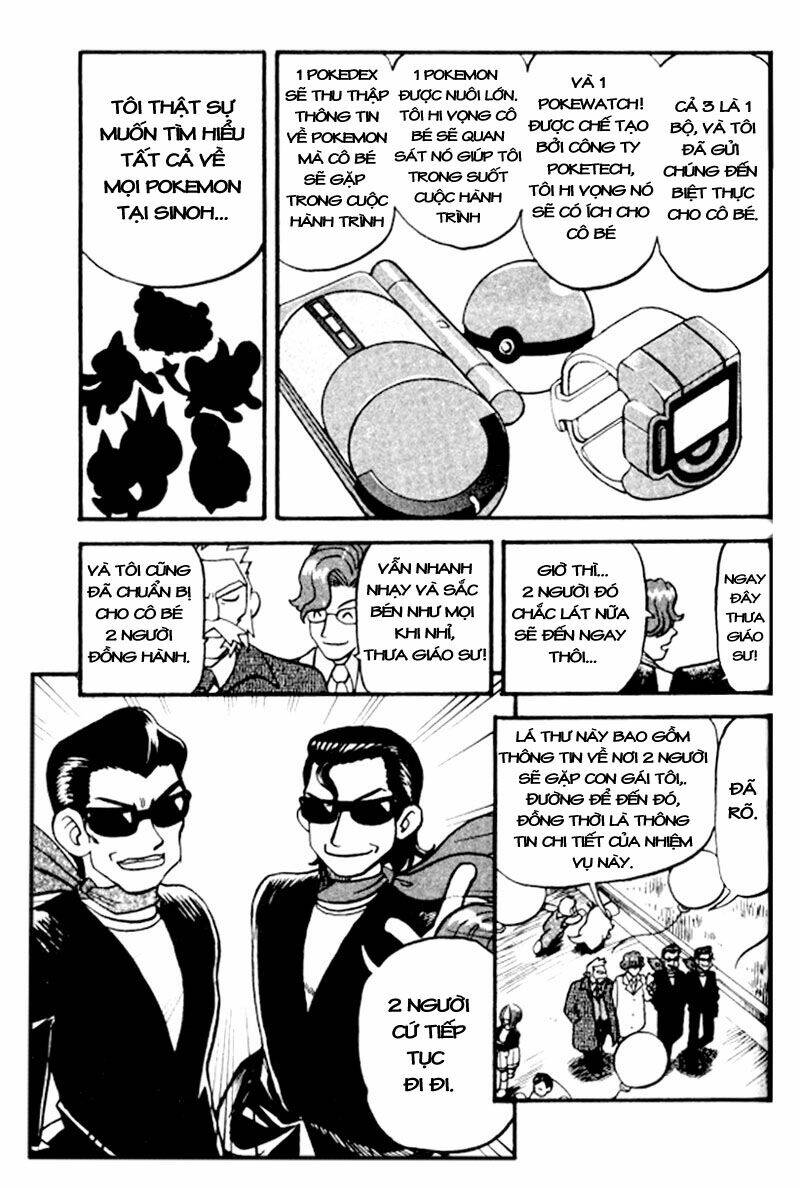 CẢ 3 LÀ 1
BỘ, VÀ TÔI
ĐÃ GỬI
CHÚNG ĐẾN
BIỆT THỰC
CHO CÔ BÉ.
VÀ 1
POKEWATCH!
ĐƯỢC CHẾ TẠO
BỞI CÔNG TY
POKETECH,
TÔI HI VỌNG NÓ
SẼ CÓ ÍCH CHO
CÔ BÉ
1 POKEMON
ĐƯỢC NUÔI LỚN.
TÔI HI VỌNG CÔ
BÉ SẼ QUAN
SÁT NÓ GIÚP TÔI
TRONG SUỐT
CUỘC HÀNH
TRÌNH
1 POKEDEX
SẼ THU THẬP
THÔNG TIN
VỀ POKEMON
MÀ CÔ BÉ
SẼ GẶP
TRONG CUỘC
HÀNH TRÌNH
TÔI THẬT SỰ
MUỐN TÌM HIỂU
TẤT CẢ VỀ
MỌI POKEMON
TẠI SINOH...
NGAY
ĐÂY
THƯA
GIÁO
SƯ!
GIỜ THÌ...
2 NGƯỜI ĐÓ
CHẮC LÁT NỮA
SẼ ĐẾN NGAY
THÔI...
VẪN NHANH
NHẠY VÀ SẮC
BÉN NHƯ MỌI
KHI NHỈ,
THƯA GIÁO SƯ!
VÀ TÔI CŨNG
ĐÃ CHUẨN BỊ
CHO CÔ BÉ
2 NGƯỜI
ĐỒNG HÀNH.
ĐÃ
RÕ.
LÁ THƯ NÀY BAO GỒM
THÔNG TIN VỀ NƠI 2 NGƯỜI
SẼ GẶP CON GÁI TÔI,.
ĐƯỜNG ĐỂ ĐẾN ĐÓ,
ĐỒNG THỜI LÀ THÔNG
TIN CHI TIẾT CỦA NHIỆM
VỤ NÀY.
2 NGƯỜI
CỨ TIẾP
TỤC
ĐI ĐI.